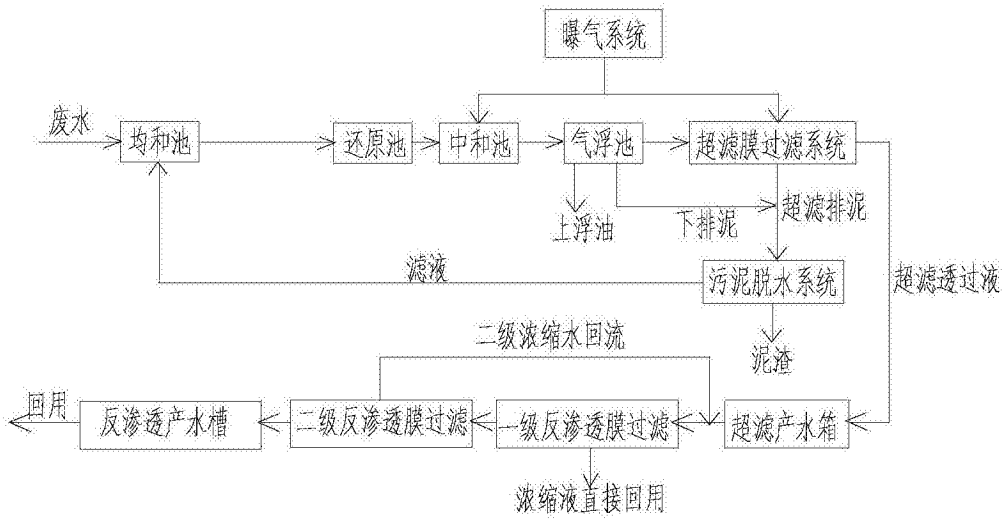 曝气系统
废水
均和池
还原池
中和池
气浮池
超滤膜过滤系统
上浮油
下排泥
超滤排泥
滤液
污泥脱水系统
超滤透过液
泥渣
二级浓缩水回流
回用
反渗透产水槽
二级反渗透膜过滤
一级反渗透膜过滤
超滤产水箱
浓缩液直接回用